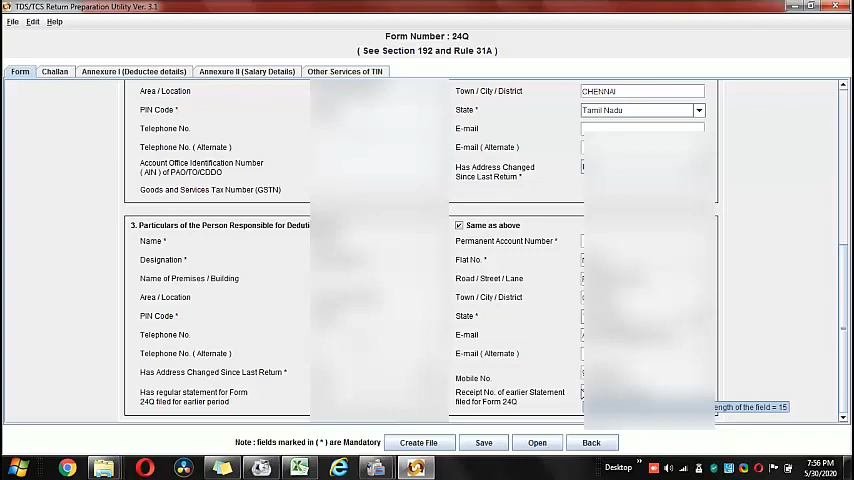 TDS/TCS Return Preparation Utility Ver. 3.1
File Edit Help
Form Number : 24Q
( See Section 192 and Rule 31A )
Form Challan Annexure I (Deductee details) Annexure II (Salary Details) Other Services of TIN
Area / Location Town / City / District CHENNAI
PIN Code * State * Tamil Nadu
Telephone No. E-mail
Telephone No. ( Alternate ) E-mail ( Alternate )
Account Office Identification Number
( AIN ) of PAO/TO/CDDO
Has Address Changed
Since Last Return *
Goods and Services Tax Number (GSTN)
3. Particulars of the Person Responsible for Deducti Same as above
Name * Permanent Account Number *
Designation * Flat No. *
Name of Premises / Building Road / Street / Lane
Area / Location Town / City / District
PIN Code * State *
Telephone No. E-mail
Telephone No. ( Alternate ) E-mail ( Alternate )
Has Address Changed Since Last Return * Mobile No.
Has regular statement for Form
24Q filed for earlier period
Receipt No. of earlier Statement
filed for Form 24Q
ength of the field = 15
Note : fields marked in ( * ) are Mandatory Create File Save Open Back
Desktop » 7:56 PM
5/30/2020